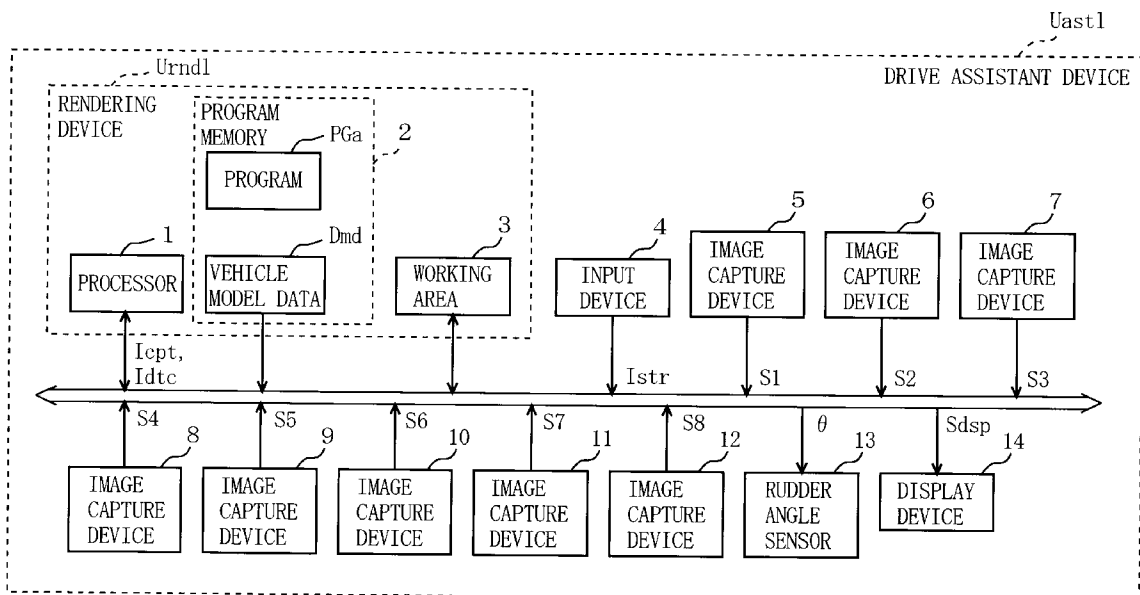 Uast1
Urnd1
DRIVE ASSISTANT DEVICE
RENDERING
DEVICE
PROGRAM
MEMORY
PGa
2
PROGRAM
1
Dmd
3
4
5
6
7
PROCESSOR
VEHICLE
MODEL DATA
WORKING
AREA
INPUT
DEVICE
IMAGE
CAPTURE
DEVICE
IMAGE
CAPTURE
DEVICE
IMAGE
CAPTURE
DEVICE
Icpt,
Idtc
Istr
S1
S2
S3
S4
S5
S6
S7
S8
θ
Sdsp
8
9
10
11
12
13
14
IMAGE
CAPTURE
DEVICE
IMAGE
CAPTURE
DEVICE
IMAGE
CAPTURE
DEVICE
IMAGE
CAPTURE
DEVICE
IMAGE
CAPTURE
DEVICE
RUDDER
ANGLE
SENSOR
DISPLAY
DEVICE